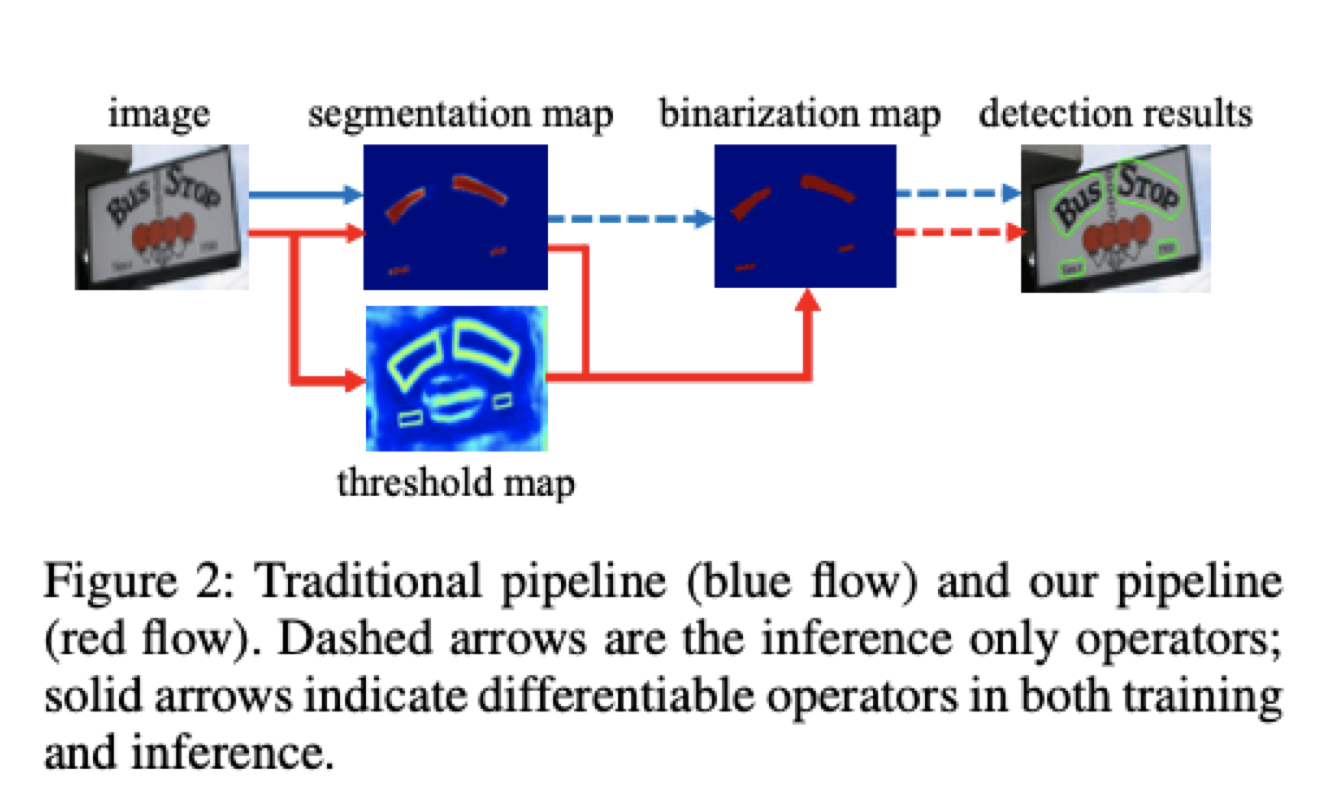 image segmentation map binarization map detection results
Bus STOP
Bus STOP
threshold map
Figure 2: Traditional pipeline (blue flow) and our pipeline
(red flow). Dashed arrows are the inference only operators;
solid arrows indicate differentiable operators in both training
and inference.